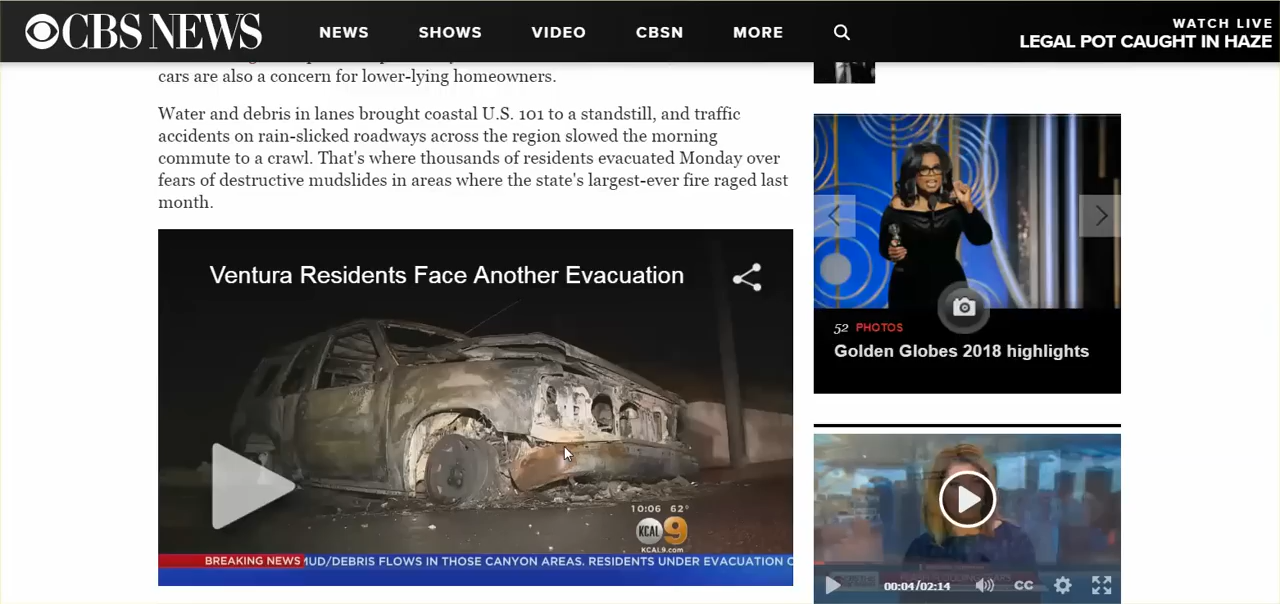 CBS NEWS
NEWS
SHOWS
VIDEO
CBSN
MORE
WATCH LIVE
LEGAL POT CAUGHT IN HAZE
cars are also a concern for lower-lying homeowners.
Water and debris in lanes brought coastal U.S. 101 to a standstill, and traffic
accidents on rain-slicked roadways across the region slowed the morning
commute to a crawl. That's where thousands of residents evacuated Monday over
fears of destructive mudslides in areas where the state's largest-ever fire raged last
month.
Ventura Residents Face Another Evacuation
10:06 62°
KCAL 9
KCAL9.com
BREAKING NEWS
MUD/DEBRIS FLOWS IN THOSE CANYON AREAS. RESIDENTS UNDER EVACUATION
52 PHOTOS
Golden Globes 2018 highlights
00:04/02:14
CC